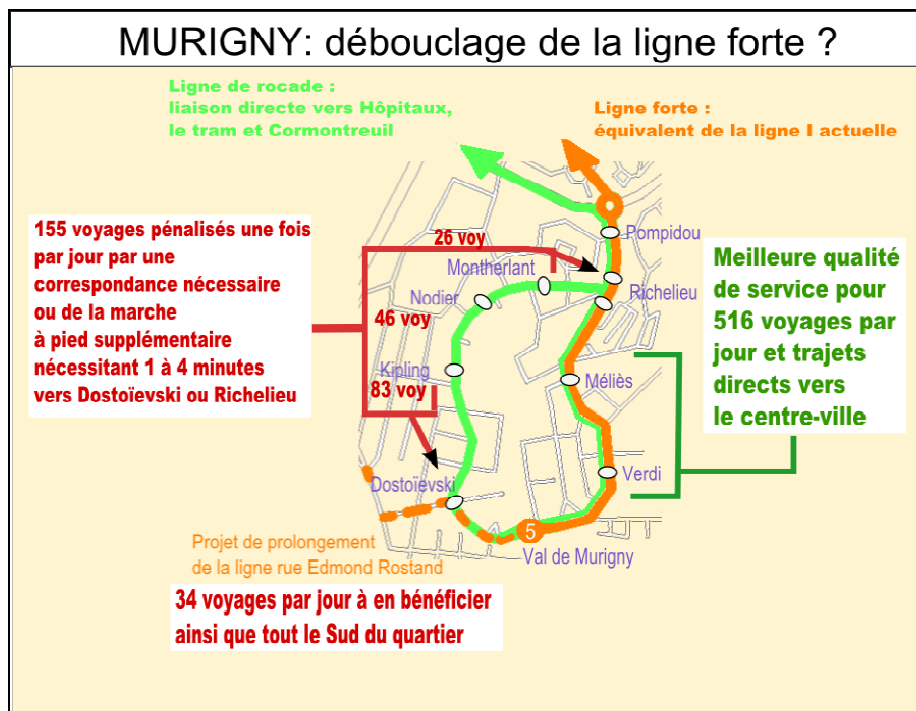 MURIGNY: débouclage de la ligne forte ?
Ligne de rocade :
liaison directe vers Hôpitaux,
le tram et Cormontreuil
Ligne forte :
équivalent de la ligne I actuelle
155 voyages pénalisés une fois
par jour par une
correspondance nécessaire
ou de la marche
à pied supplémentaire
nécessitant 1 à 4 minutes
vers Dostoïevski ou Richelieu
26 voy
Montherlant
Nodier
46 voy
Kipling
83 voy
Dostoïevski
Pompidou
Richelieu
Méliès
Verdi
5
Val de Murigny
Meilleure qualité
de service pour
516 voyages par
jour et trajets
directs vers
le centre-ville
Projet de prolongement
de la ligne rue Edmond Rostand
34 voyages par jour à en bénéficier
ainsi que tout le Sud du quartier